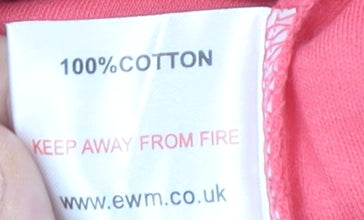 100%COTTON
KEEP AWAY FROM FIRE
www.ewm.co.uk